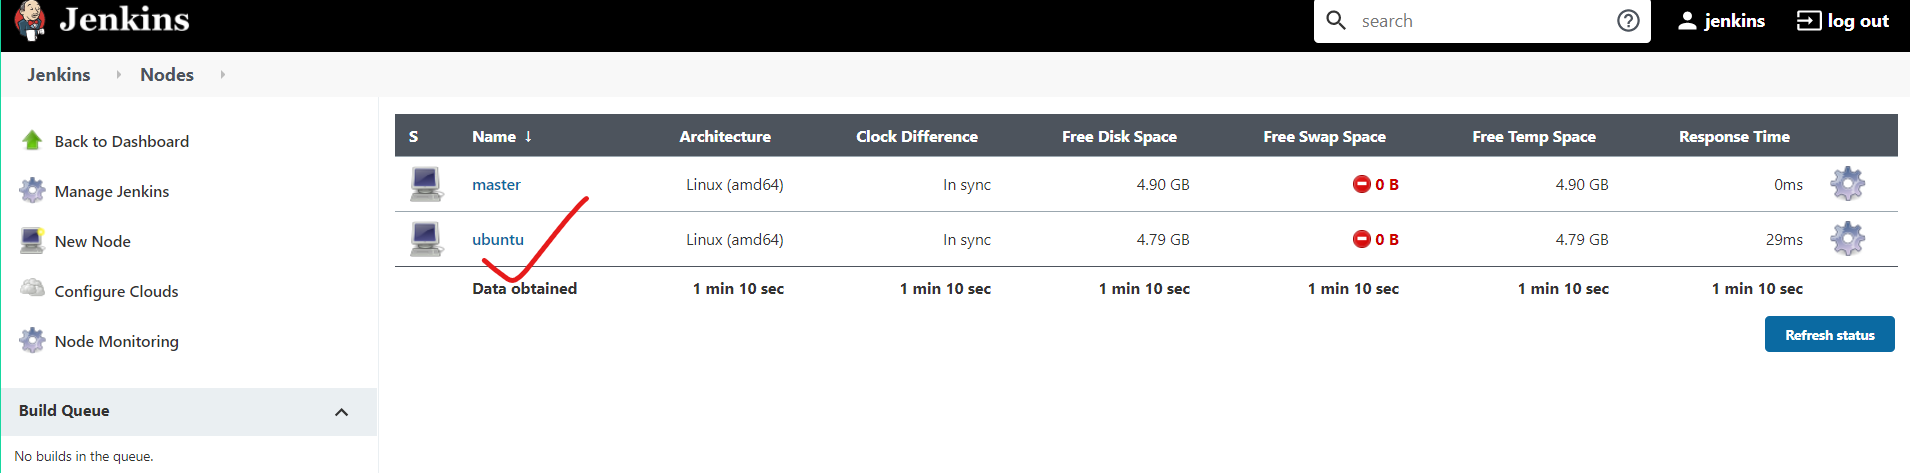 Jenkins
search
jenkins
log out
Jenkins Nodes
Back to Dashboard
Manage Jenkins
New Node
Configure Clouds
Node Monitoring
Build Queue
No builds in the queue.
S Name ↓ Architecture Clock Difference Free Disk Space Free Swap Space Free Temp Space Response Time
master Linux (amd64) In sync 4.90 GB 0 B 4.90 GB 0ms
ubuntu Linux (amd64) In sync 4.79 GB 0 B 4.79 GB 29ms
Data obtained 1 min 10 sec 1 min 10 sec 1 min 10 sec 1 min 10 sec 1 min 10 sec 1 min 10 sec
Refresh status